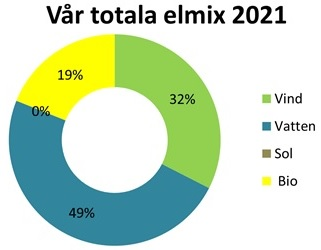 Vår totala elmix 2021
19%
32%
0%
49%
Vind
Vatten
Sol
Bio